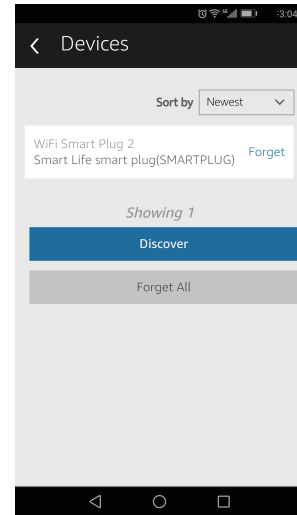 :3:04
Devices
Sort by Newest
WiFi Smart Plug 2
Smart Life smart plug(SMARTPLUG) Forget
Showing 1
Discover
Forget All